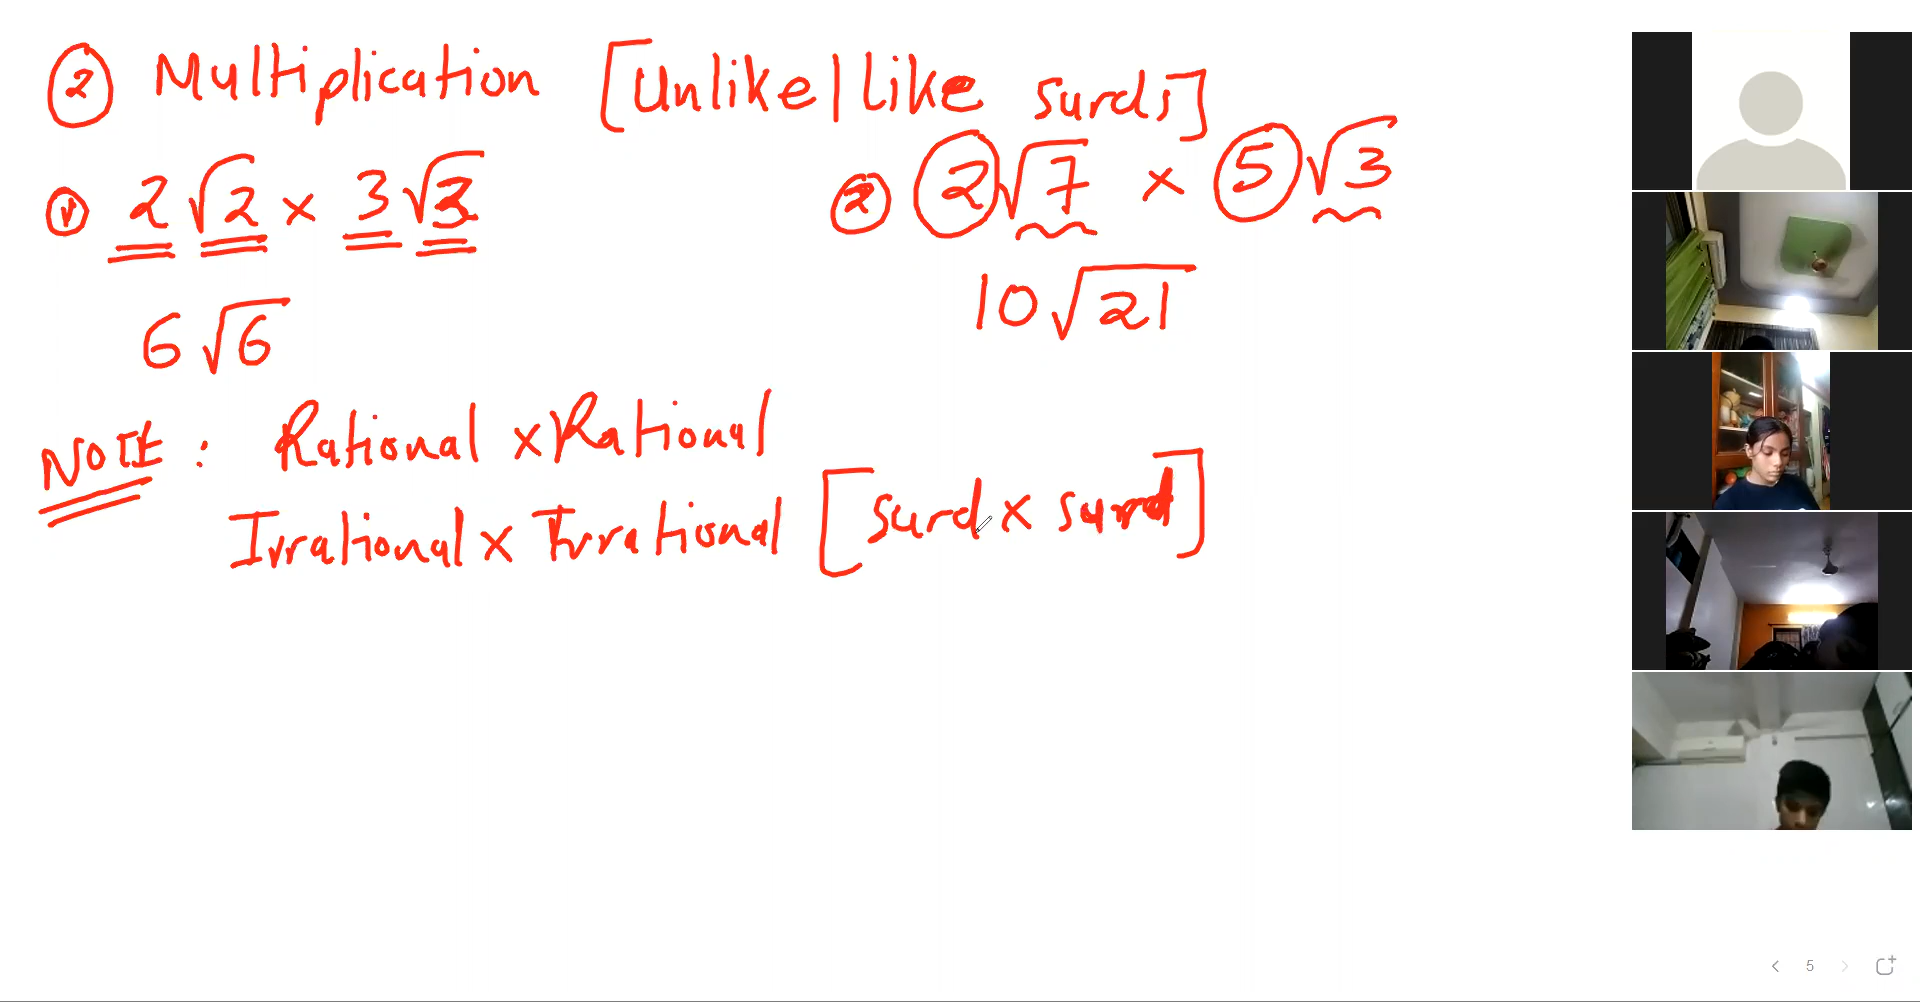 ② Multiplication [Unlike/like surds]
① 2√2 × 3√3
6√6
② 2√7 × 5√3
10√21
NOTE : Rational × Rational
Irrational × Irrational [surd × surd]
5